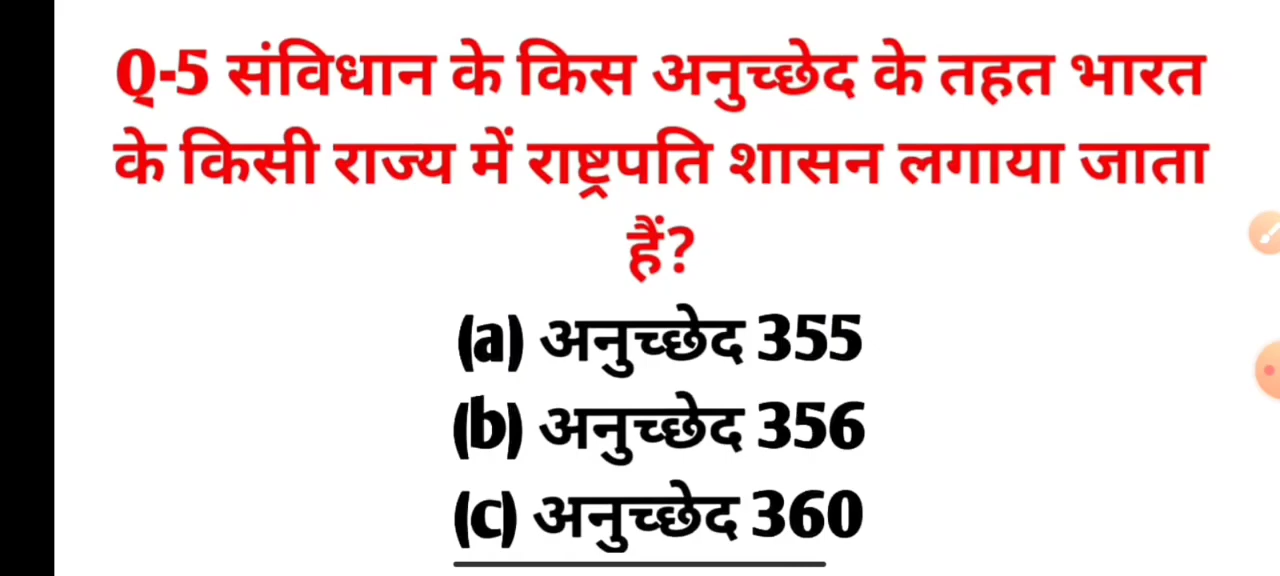 Q-5 संविधान के किस अनुच्छेद के तहत भारत
के किसी राज्य में राष्ट्रपति शासन लगाया जाता
हैं?
(a) अनुच्छेद 355
(b) अनुच्छेद 356
(c) अनुच्छेद 360